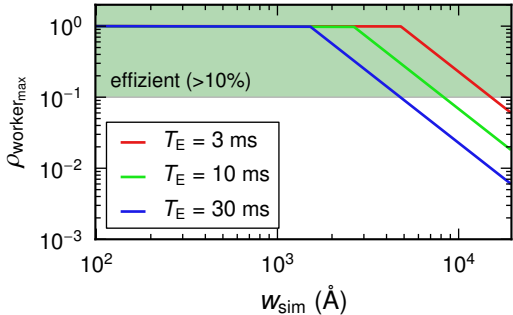 10⁰
10⁻¹
10⁻²
10⁻³
ρworkermax
effizient (>10%)
TE = 3 ms
TE = 10 ms
TE = 30 ms
10² 10³ 10⁴
wsim (Å)